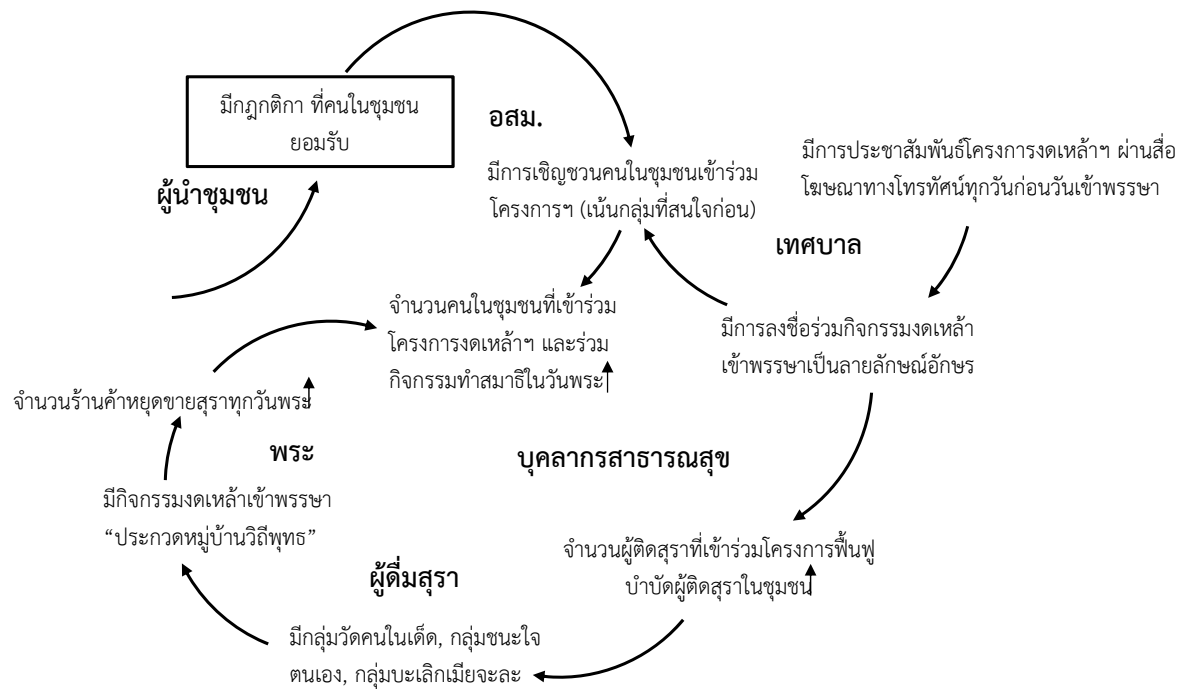 มีกฎกติกา ที่คนในชุมชน
ยอมรับ
อสม.
มีการเชิญชวนคนในชุมชนเข้าร่วม
โครงการฯ (เน้นกลุ่มที่สนใจก่อน)
มีการประชาสัมพันธ์โครงการงดเหล้าฯ ผ่านสื่อ
โฆษณาทางโทรทัศน์ทุกวันก่อนวันเข้าพรรษา
ผู้นำชุมชน
เทศบาล
จำนวนคนในชุมชนที่เข้าร่วม
โครงการงดเหล้าฯ และร่วม
กิจกรรมทำสมาธิในวันพระ
มีการลงชื่อร่วมกิจกรรมงดเหล้า
เข้าพรรษาเป็นลายลักษณ์อักษร
จำนวนร้านค้าหยุดขายสุราทุกวันพระ
พระ
บุคลากรสาธารณสุข
มีกิจกรรมงดเหล้าเข้าพรรษา
“ประกวดหมู่บ้านวิถีพุทธ”
จำนวนผู้ติดสุราที่เข้าร่วมโครงการฟื้นฟู
บำบัดผู้ติดสุราในชุมชน
ผู้ดื่มสุรา
มีกลุ่มวัดคนในเด็ด, กลุ่มชนะใจ
ตนเอง, กลุ่มบะเลิกเมียจะละ